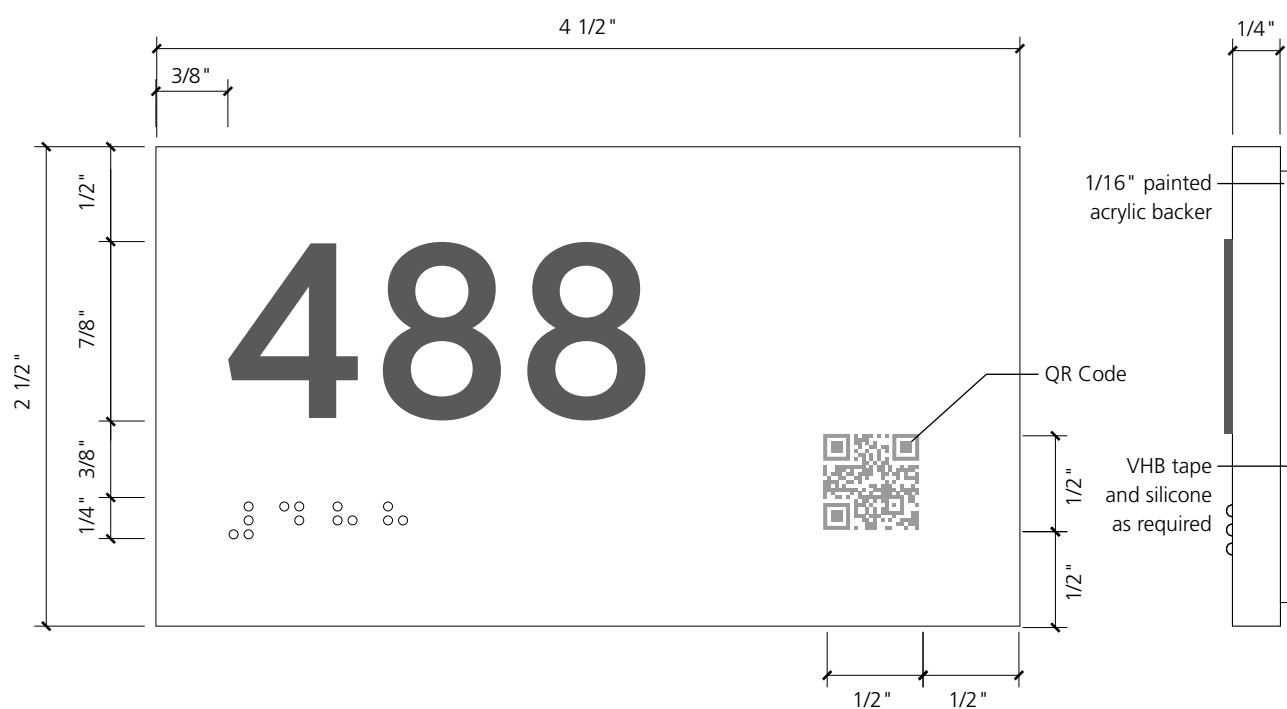 4 1/2"
1/4"
3/8"
1/2"
1/16" painted
acrylic backer
488
7/8"
2 1/2"
QR Code
3/8"
VHB tape
and silicone
as required
1/2"
1/4"
⠼⠙⠓⠓
1/2"
1/2"
1/2"